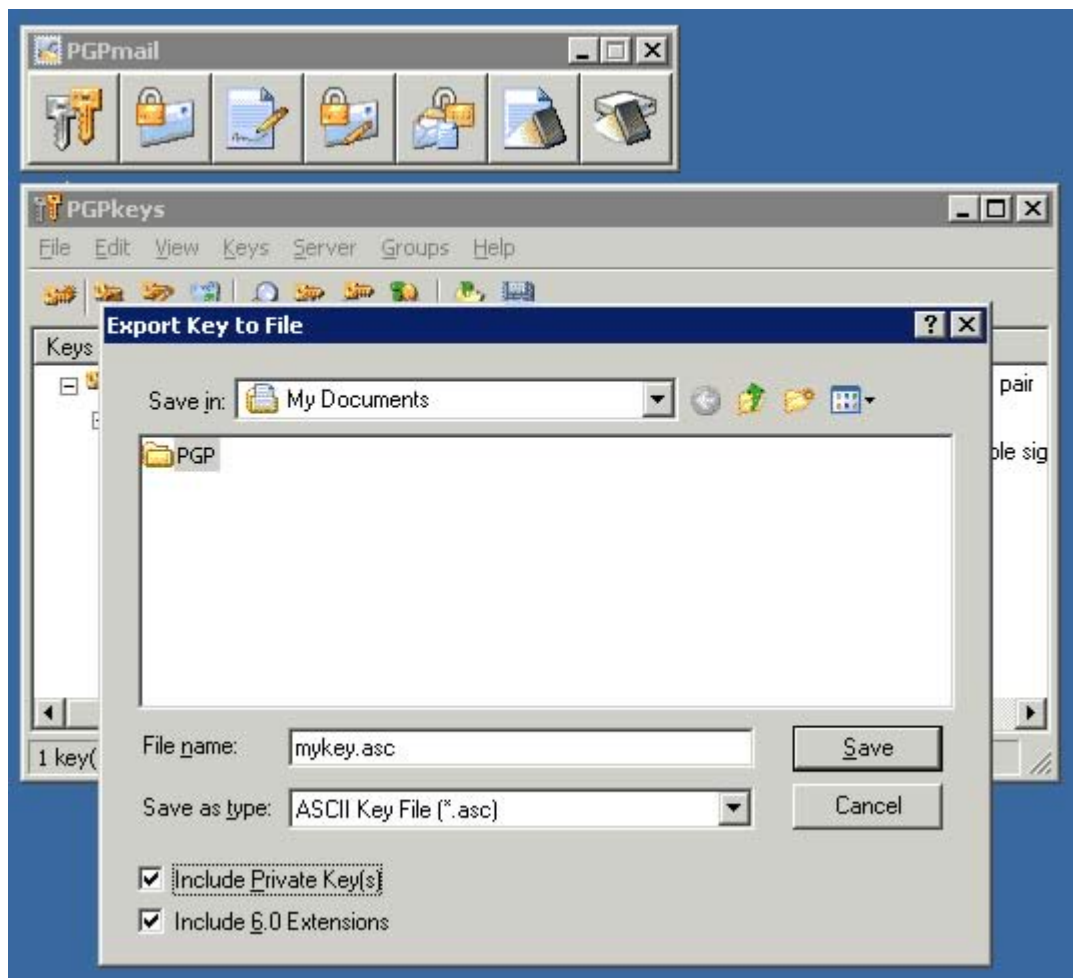 PGPmail
PGPkeys
File Edit View Keys Server Groups Help
Export Key to File
Keys
Save in: My Documents
pair
PGP
ple sig
File name: mykey.asc Save
1 key(
Save as type: ASCII Key File (*.asc) Cancel
Include Private Key(s)
Include 6.0 Extensions